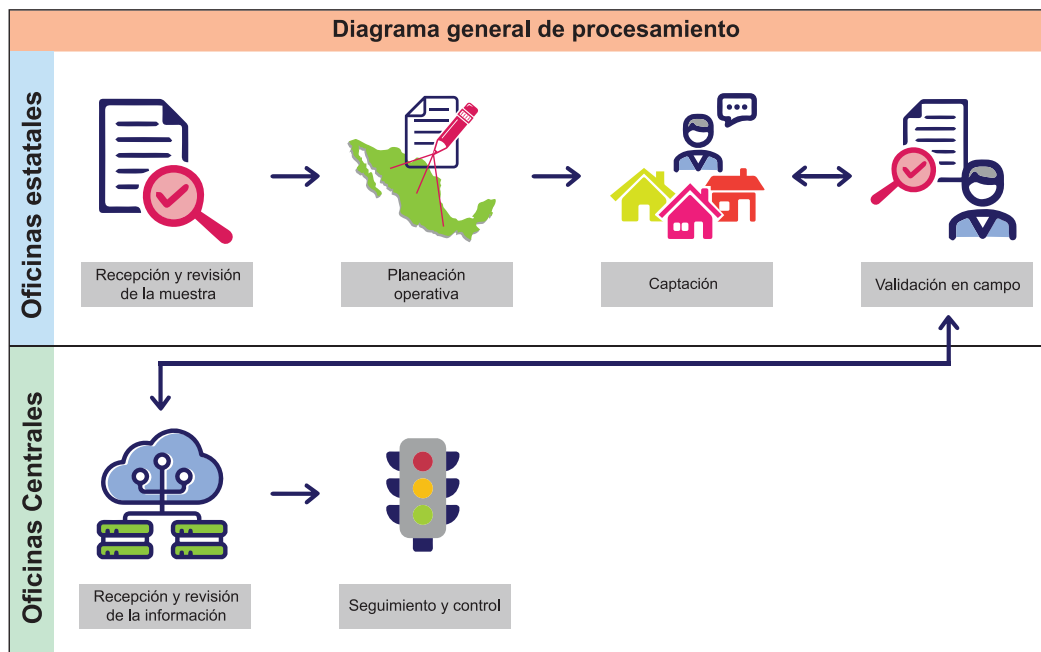 Diagrama general de procesamiento
Oficinas estatales
Recepción y revisión
de la muestra
Planeación
operativa
Captación
Validación en campo
Oficinas Centrales
Recepción y revisión
de la información
Seguimiento y control